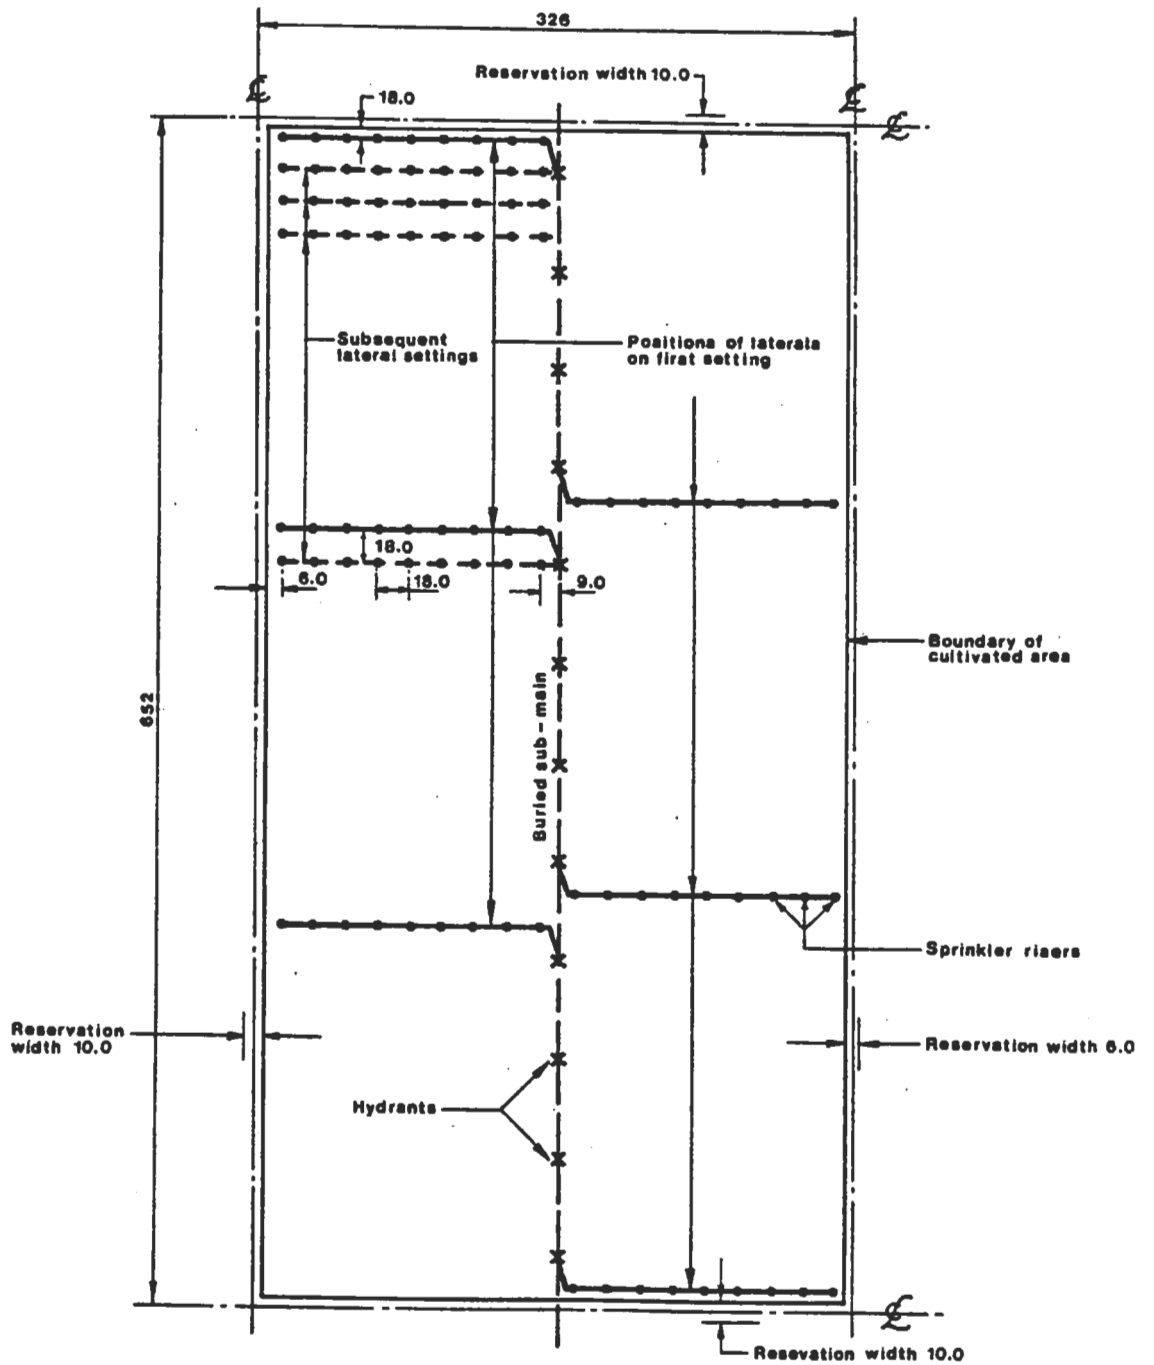 326
Reservation width 10.0
℄
℄
℄
18.0
Subsequent
lateral settings
Positions of laterals
on first setting
18.0
6.0
18.0
9.0
652
Buried sub-main
Boundary of
cultivated area
Sprinkler risers
Reservation
width 10.0
Reservation width 6.0
Hydrants
℄
Resevation width 10.0